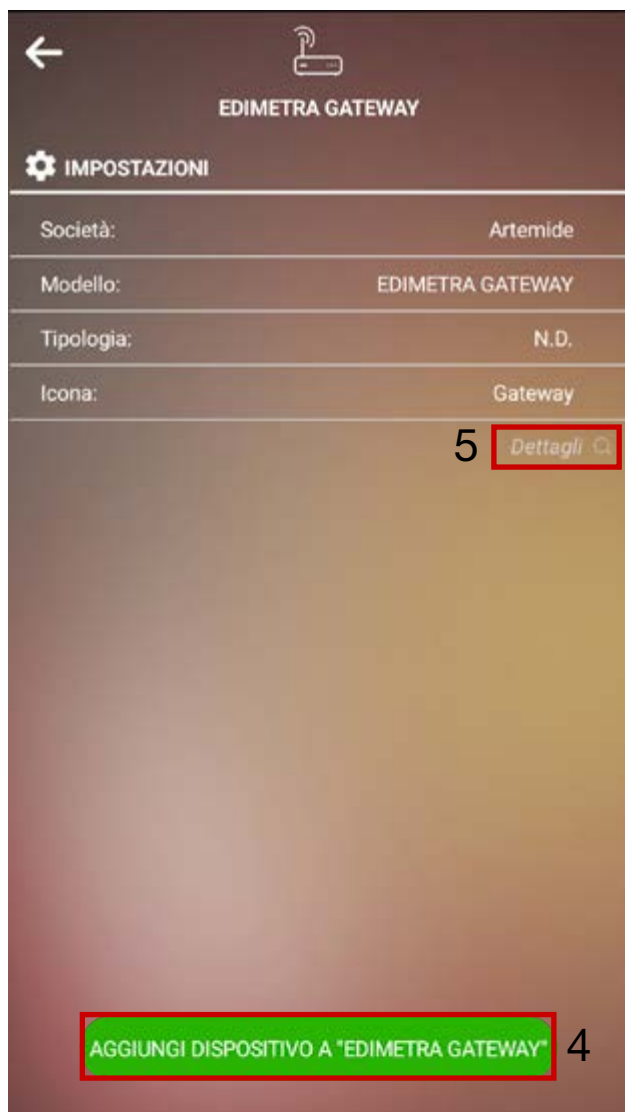 EDIMETRA GATEWAY
IMPOSTAZIONI
Società: Artemide
Modello: EDIMETRA GATEWAY
Tipologia: N.D.
Icona: Gateway
5 Dettagli
AGGIUNGI DISPOSITIVO A "EDIMETRA GATEWAY" 4